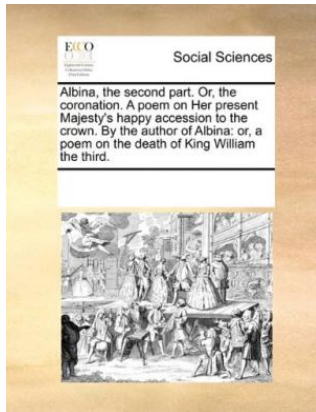 ECCO
Social Sciences
Albina, the second part. Or, the
coronation. A poem on Her present
Majesty's happy accession to the
crown. By the author of Albina: or, a
poem on the death of King William
the third.